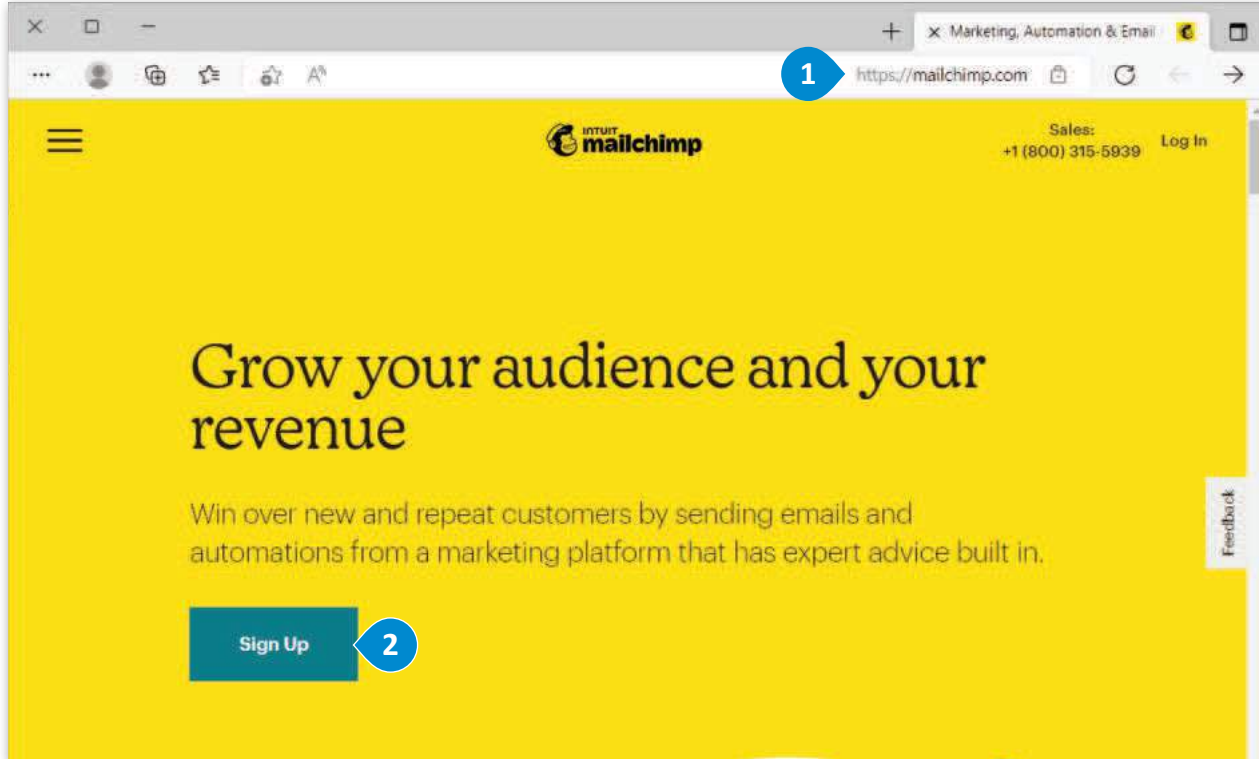 Marketing, Automation & Email
1
https://mailchimp.com
INTUIT
mailchimp
Sales:
+1 (800) 315-5939
Log In
Grow your audience and your
revenue
Win over new and repeat customers by sending emails and
automations from a marketing platform that has expert advice built in.
Feedback
Sign Up
2